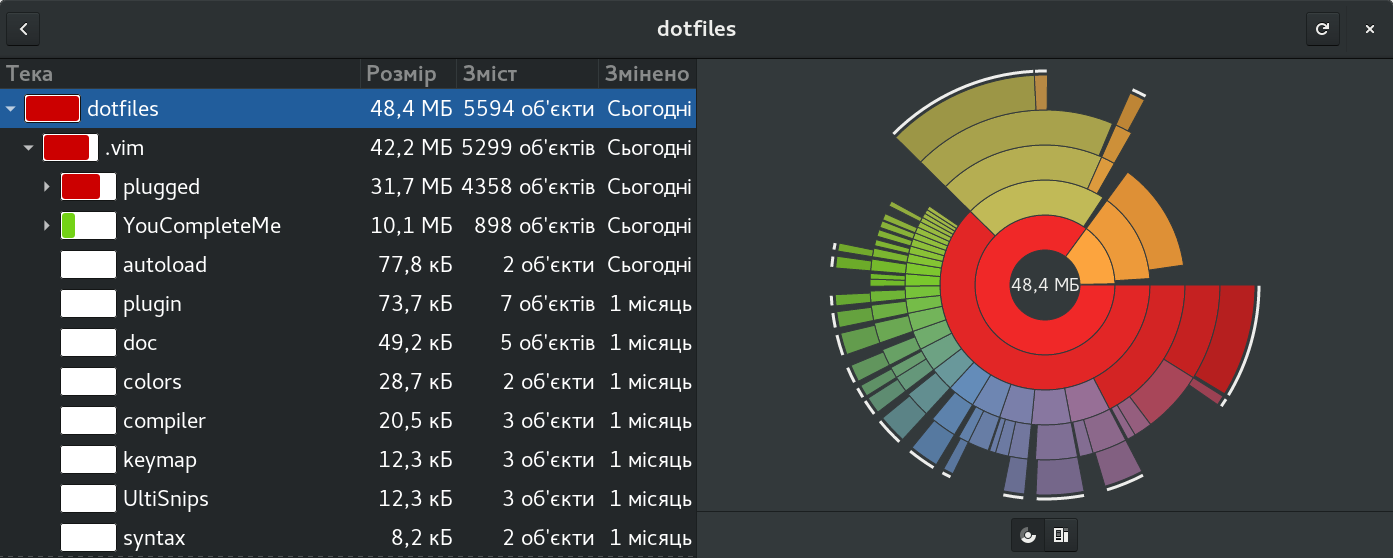 dotfiles
Тека Розмір Зміст Змінено
dotfiles 48,4 МБ 5594 об'єкти Сьогодні
.vim 42,2 МБ 5299 об'єктів Сьогодні
plugged 31,7 МБ 4358 об'єктів Сьогодні
YouCompleteMe 10,1 МБ 898 об'єктів Сьогодні
autoload 77,8 кБ 2 об'єкти Сьогодні
plugin 73,7 кБ 7 об'єктів 1 місяць
doc 49,2 кБ 5 об'єктів 1 місяць
colors 28,7 кБ 2 об'єкти 1 місяць
compiler 20,5 кБ 3 об'єкти 1 місяць
keymap 12,3 кБ 3 об'єкти 1 місяць
UltiSnips 12,3 кБ 3 об'єкти 1 місяць
syntax 8,2 кБ 2 об'єкти 1 місяць
48,4 МБ